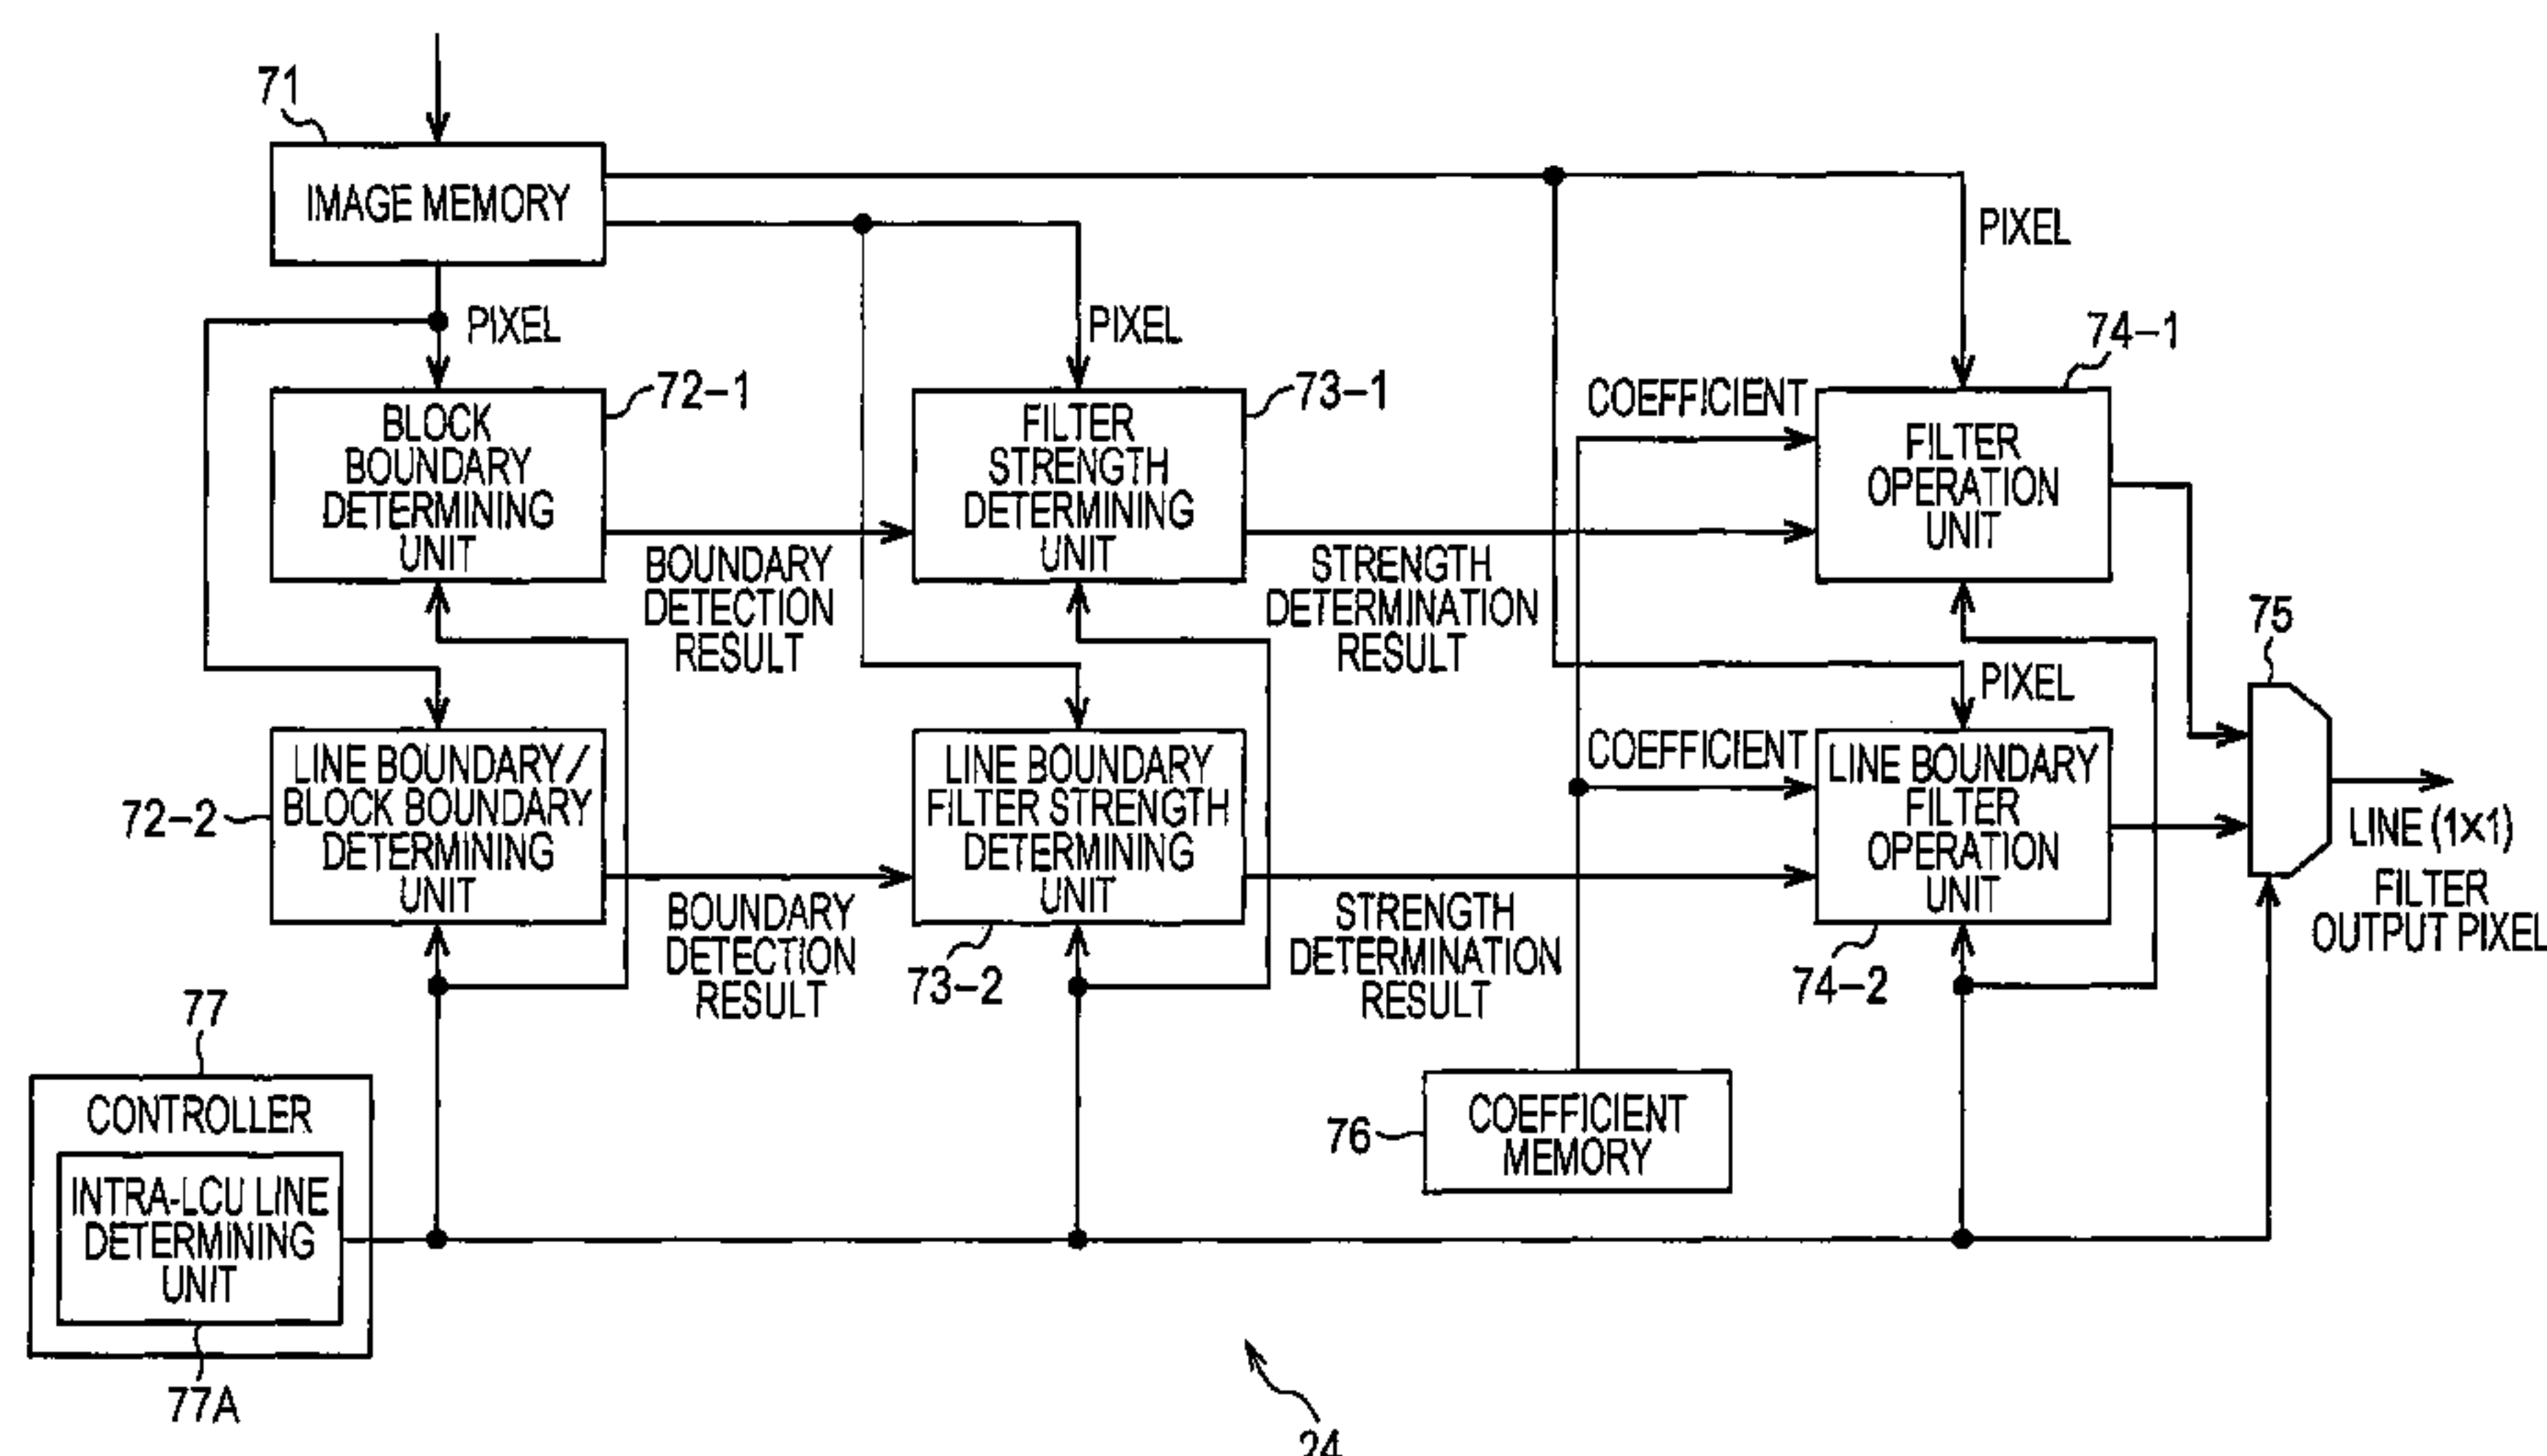 71
IMAGE MEMORY
PIXEL
PIXEL
PIXEL
72-1
BLOCK
BOUNDARY
DETERMINING
UNIT
BOUNDARY
DETECTION
RESULT
73-1
FILTER
STRENGTH
DETERMINING
UNIT
STRENGTH
DETERMINATION
RESULT
COEFFICIENT
74-1
FILTER
OPERATION
UNIT
75
72-2
LINE BOUNDARY/
BLOCK BOUNDARY
DETERMINING
UNIT
BOUNDARY
DETECTION
RESULT
LINE BOUNDARY
FILTER STRENGTH
DETERMINING
UNIT
73-2
STRENGTH
DETERMINATION
RESULT
COEFFICIENT
PIXEL
LINE BOUNDARY
FILTER
OPERATION
UNIT
74-2
LINE (1×1)
FILTER
OUTPUT PIXEL
77
CONTROLLER
INTRA-LCU LINE
DETERMINING
UNIT
77A
76
COEFFICIENT
MEMORY
24